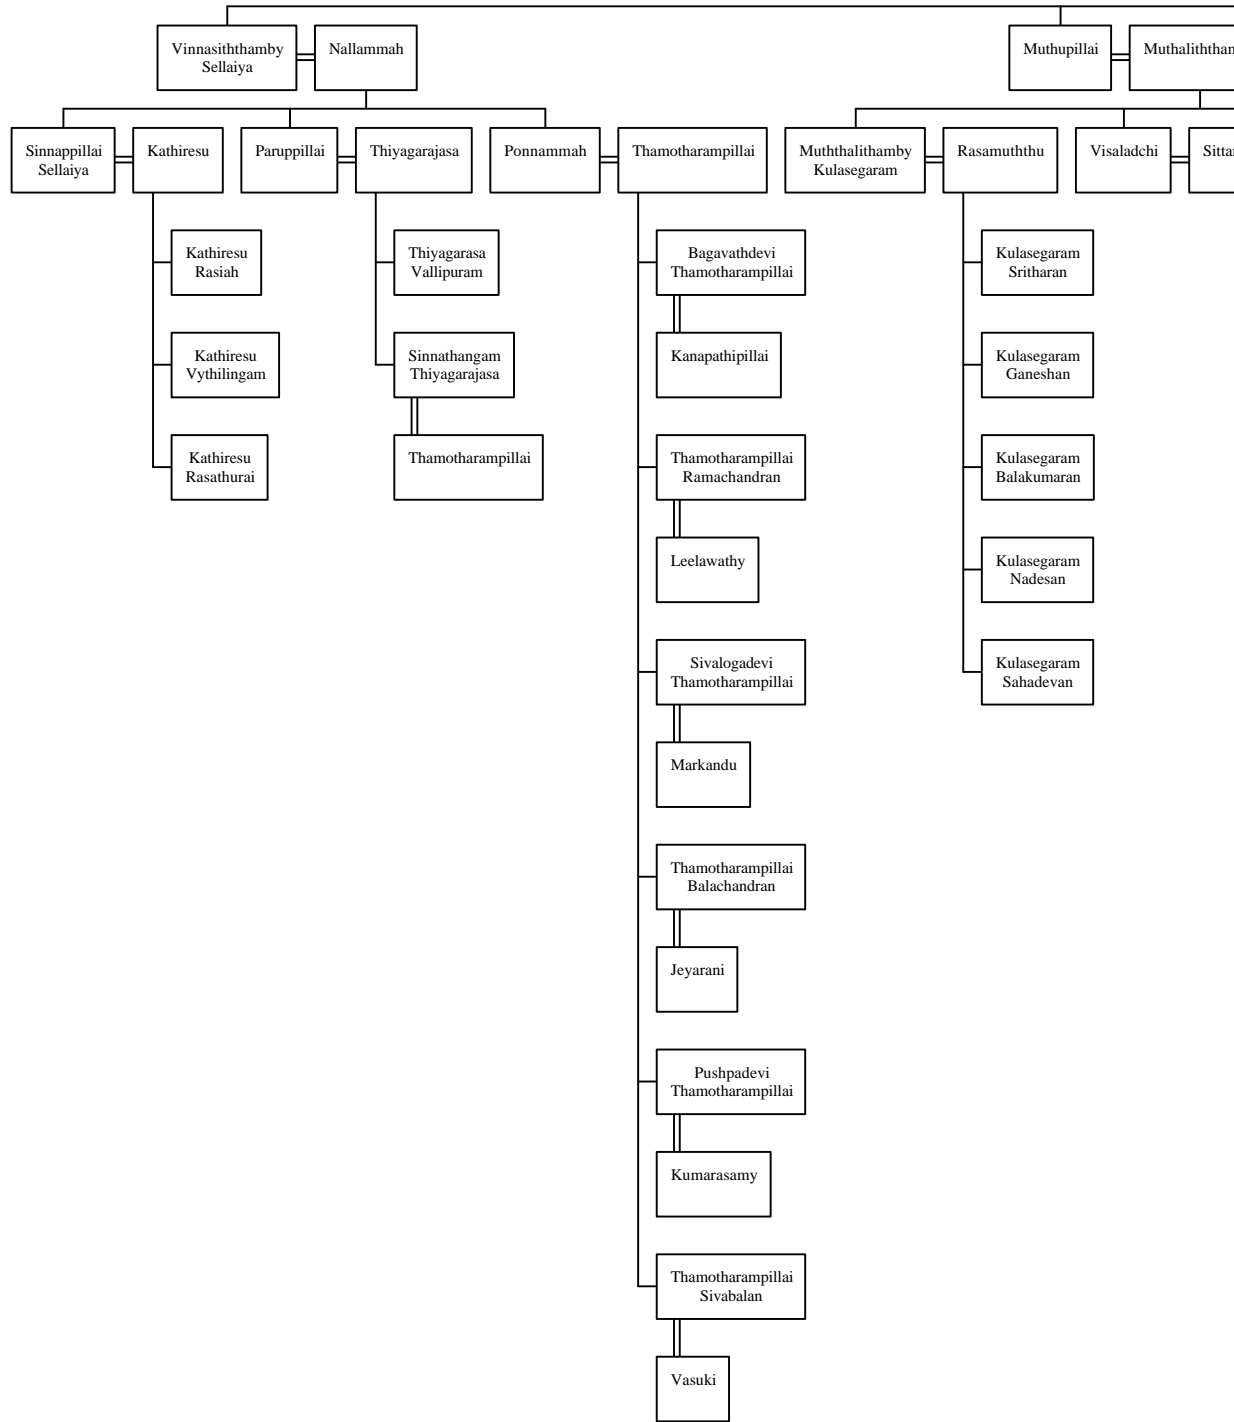 Vinnasiththamby
Sellaiya
Nallammah
Muthupillai
Sinnappillai
Sellaiya
Kathiresu
Paruppillai
Thiyagarajasa
Ponnammah
Thamotharampillai
Muththalithamby
Kulasegaram
Rasamuththu
Visaladchi
Kathiresu
Rasiah
Thiyagarasa
Vallipuram
Bagavathdevi
Thamotharampillai
Kulasegaram
Sritharan
Kathiresu
Vythilingam
Sinnathangam
Thiyagarajasa
Kanapathipillai
Kulasegaram
Ganeshan
Kathiresu
Rasathurai
Thamotharampillai
Thamotharampillai
Ramachandran
Kulasegaram
Balakumaran
Leelawathy
Kulasegaram
Nadesan
Sivalogadevi
Thamotharampillai
Kulasegaram
Sahadevan
Markandu
Thamotharampillai
Balachandran
Jeyarani
Pushpadevi
Thamotharampillai
Kumarasamy
Thamotharampillai
Sivabalan
Vasuki